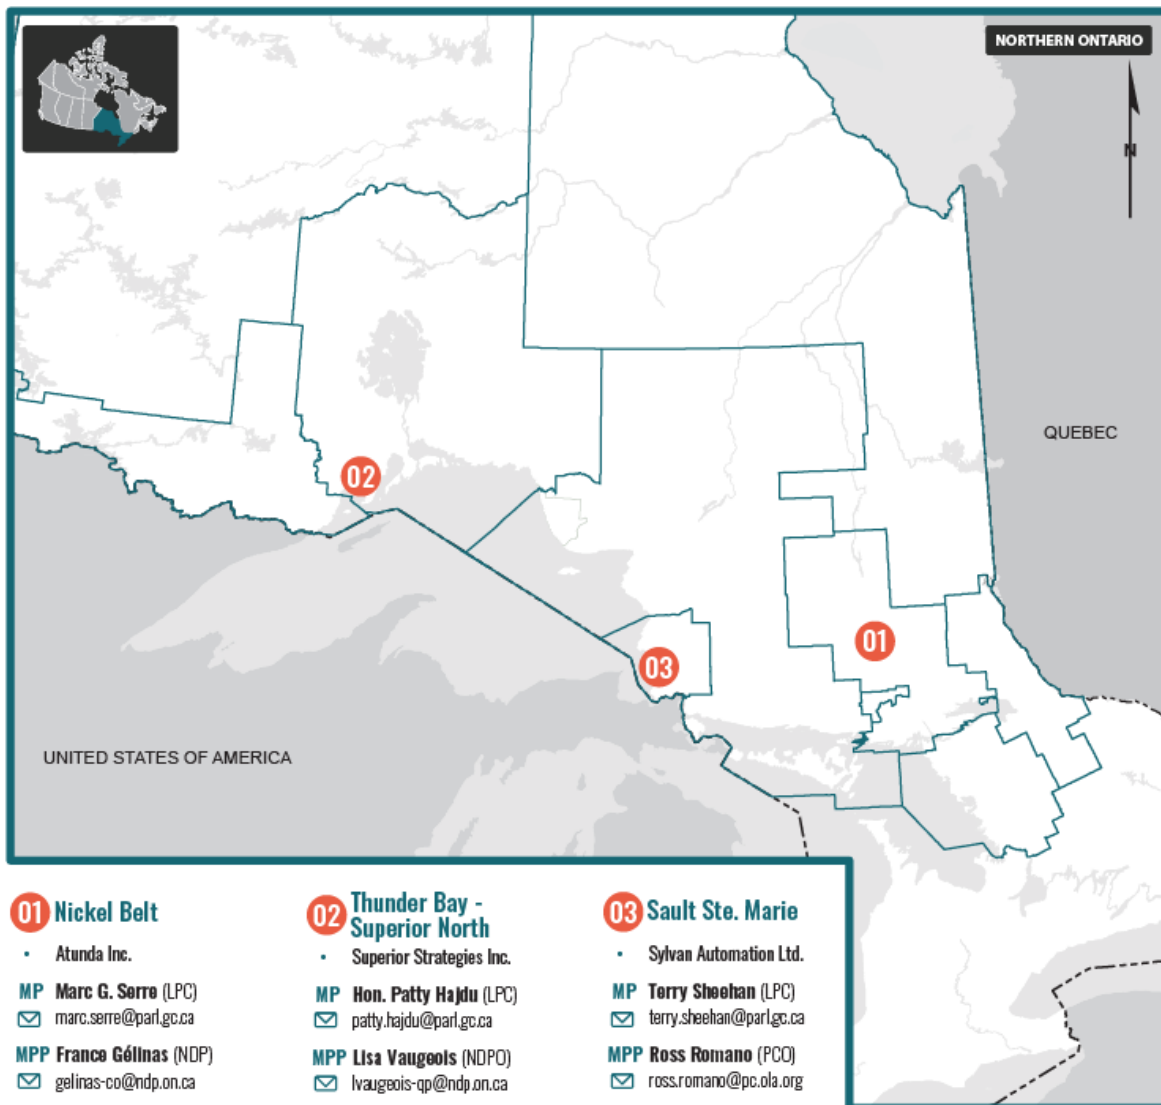 NORTHERN ONTARIO
N
QUEBEC
02
01
03
UNITED STATES OF AMERICA
01 Nickel Belt
• Atunda Inc.
MP Marc G. Serre (LPC)
marc.serre@parl.gc.ca
MPP France Gélinas (NDP)
gelinas-co@ndp.on.ca
02 Thunder Bay -
Superior North
• Superior Strategies Inc.
MP Hon. Patty Hajdu (LPC)
patty.hajdu@parl.gc.ca
MPP Lisa Vaugeois (NDPO)
lvaugeois-qp@ndp.on.ca
03 Sault Ste. Marie
• Sylvan Automation Ltd.
MP Terry Sheehan (LPC)
terry.sheehan@parl.gc.ca
MPP Ross Romano (PCO)
ross.romano@pc.ola.org